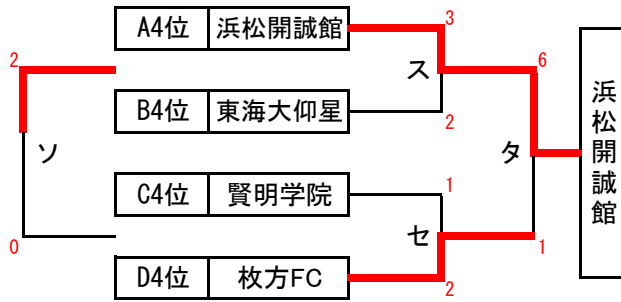 A4位 浜松開誠館 3
2 ス 6
B4位 東海大仰星 2
ソ タ 浜松開誠館
C4位 賢明学院 1
0 セ 1
D4位 枚方FC 2